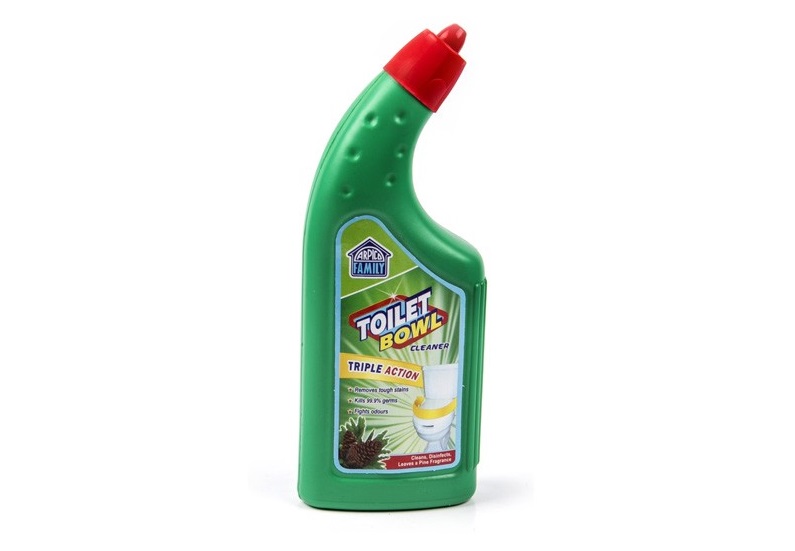 ARPICO
FAMILY
TOILET
BOWL
CLEANER
TRIPLE ACTION
Removes tough stains
Kills 99.9% germs
Fights odours
Cleans, Disinfects,
Leaves a Pine Fragrance